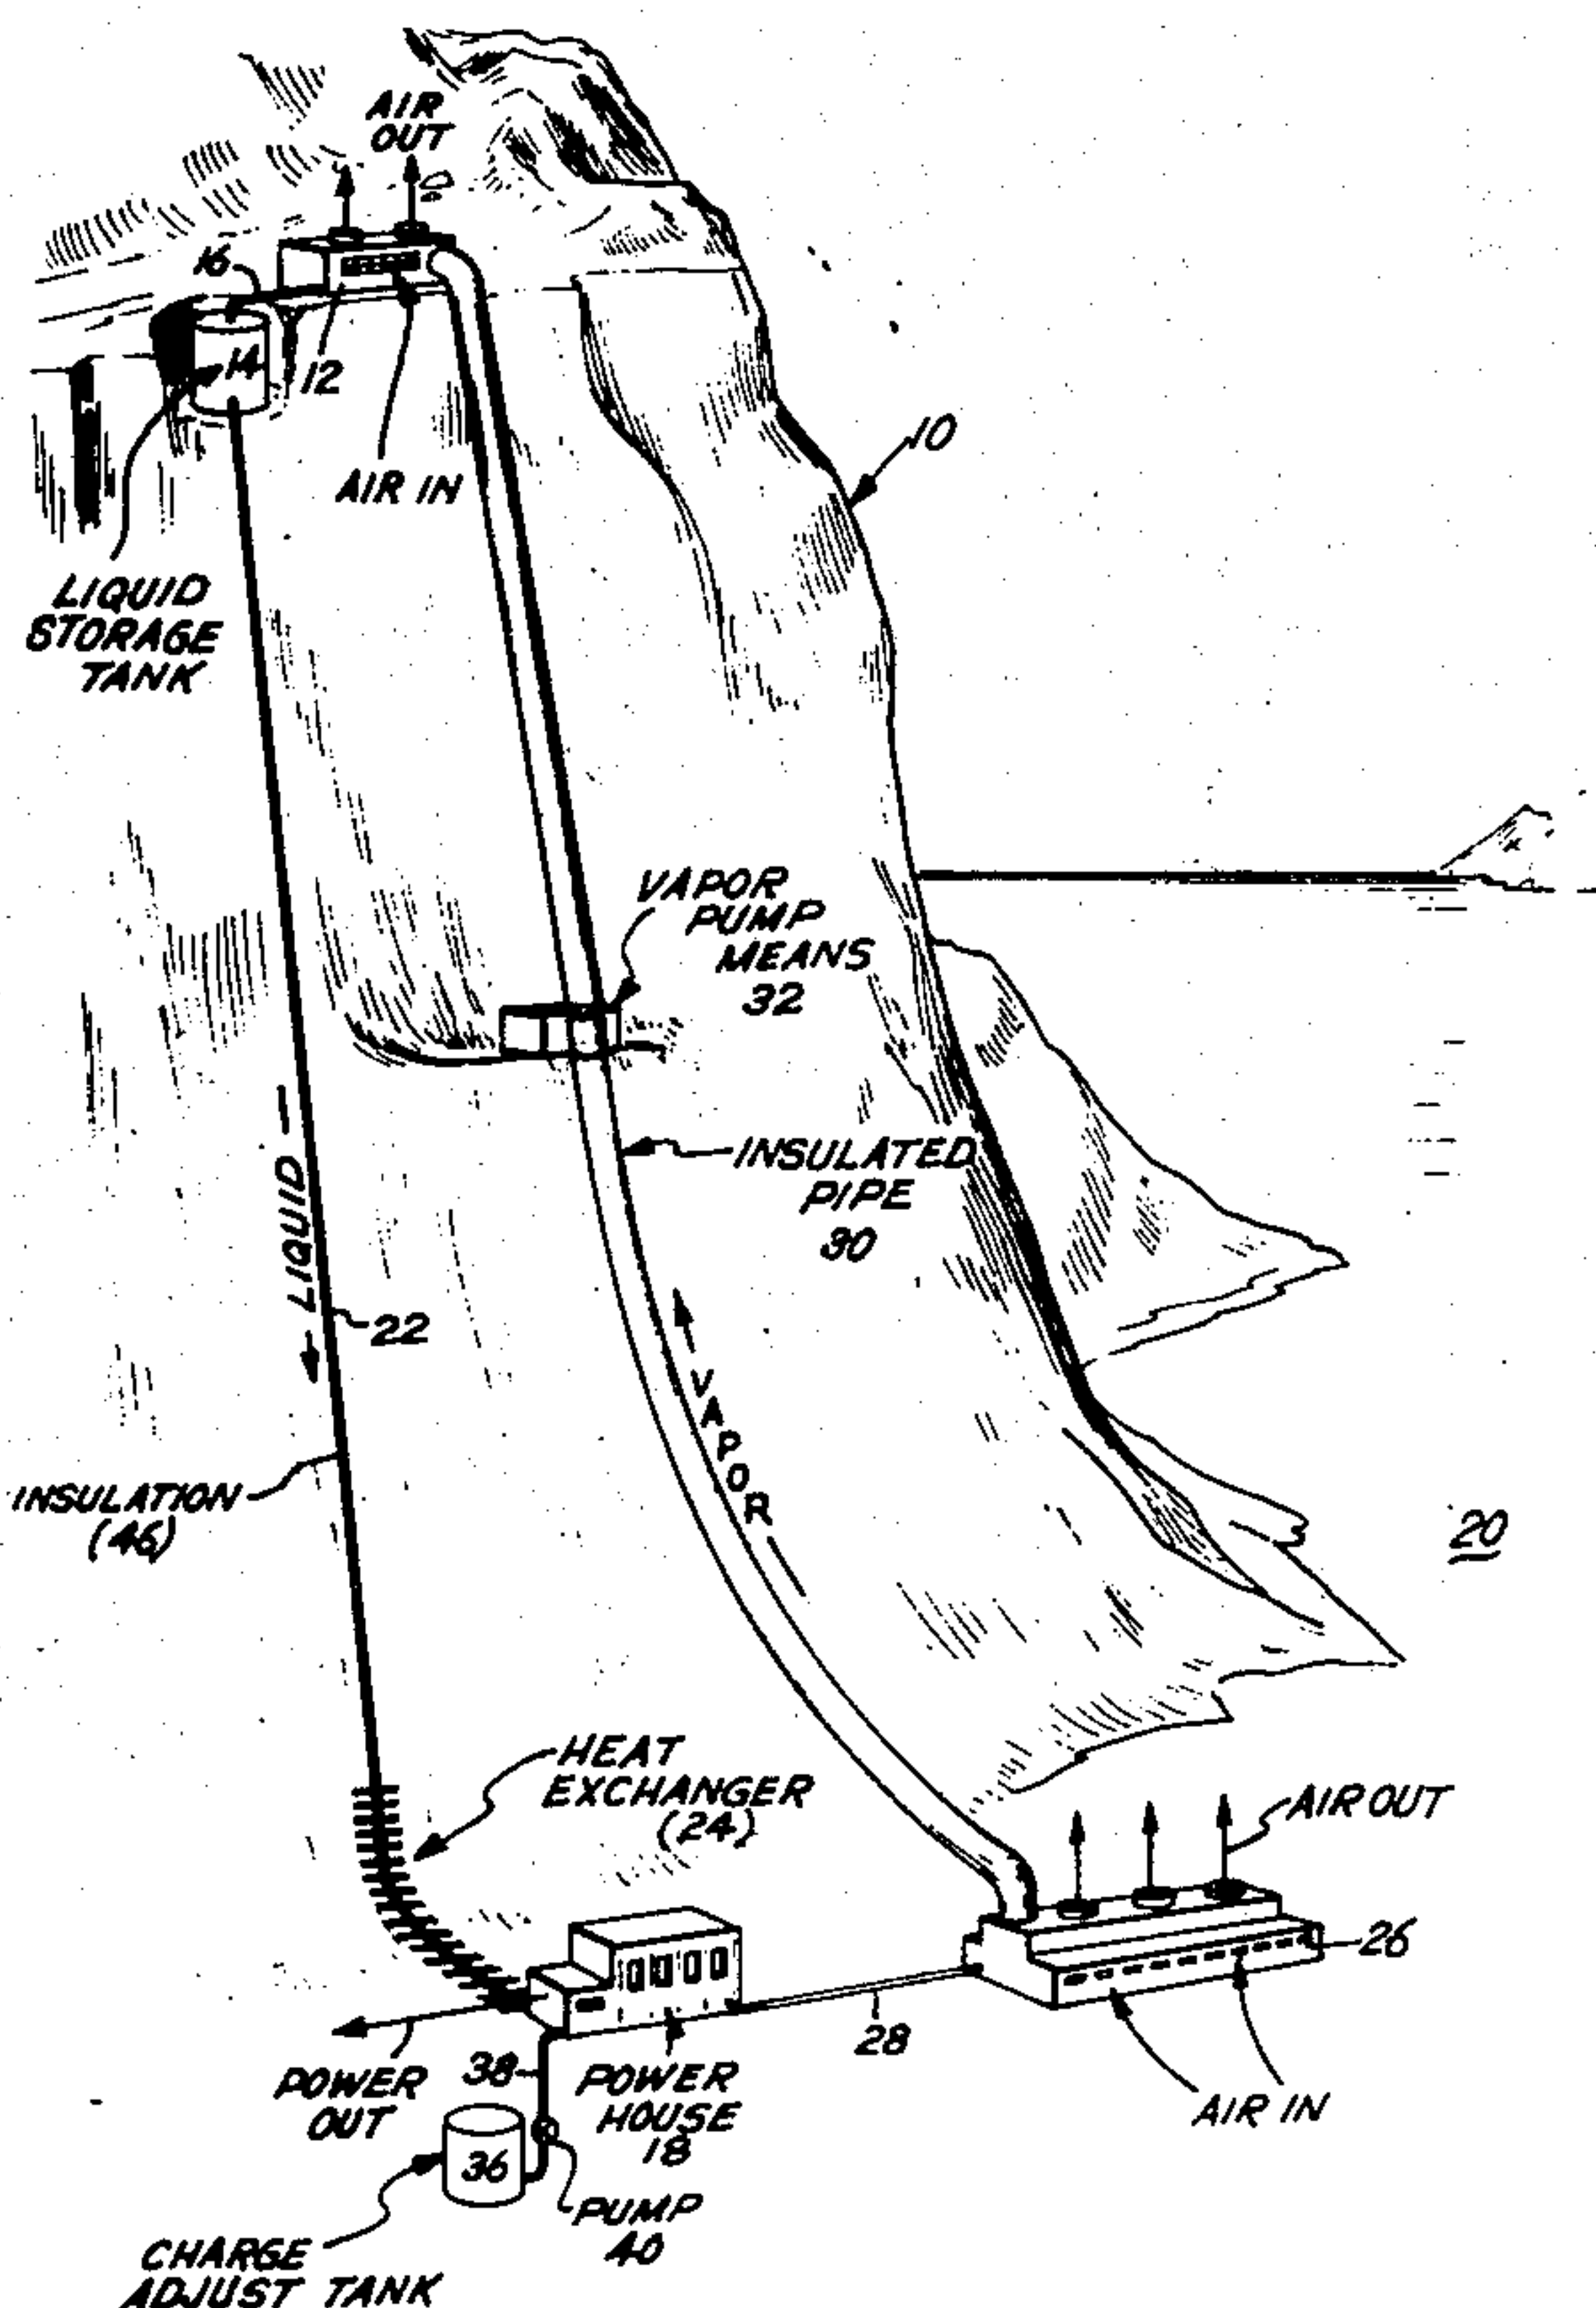 AIR
OUT
16
14
12
AIR IN
10
LIQUID
STORAGE
TANK
VAPOR
PUMP
MEANS
32
INSULATED
PIPE
30
LIQUID
22
VAPOR
INSULATION
(46)
20
HEAT
EXCHANGER
(24)
AIR OUT
26
28
POWER
OUT
38
POWER
HOUSE
18
AIR IN
36
PUMP
40
CHARGE
ADJUST TANK